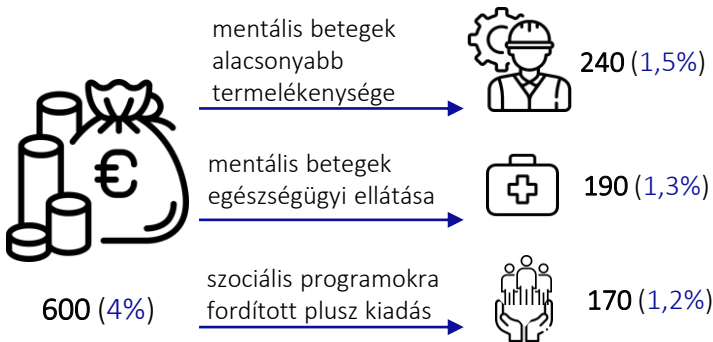 mentális betegek
alacsonyabb
termelékenysége
240 (1,5%)
€
mentális betegek
egészségügyi ellátása
190 (1,3%)
szociális programokra
fordított plusz kiadás
170 (1,2%)
600 (4%)